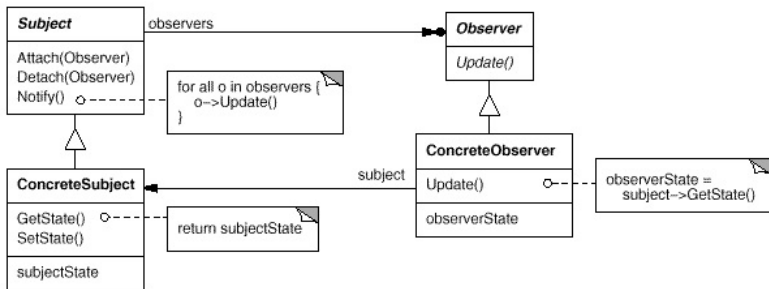 Subject
observers
Observer
Attach(Observer)
Detach(Observer)
Notify()
Update()
for all o in observers {
o->Update()
}
ConcreteSubject
GetState()
SetState()
subjectState
return subjectState
subject
ConcreteObserver
Update()
observerState
observerState =
subject->GetState()